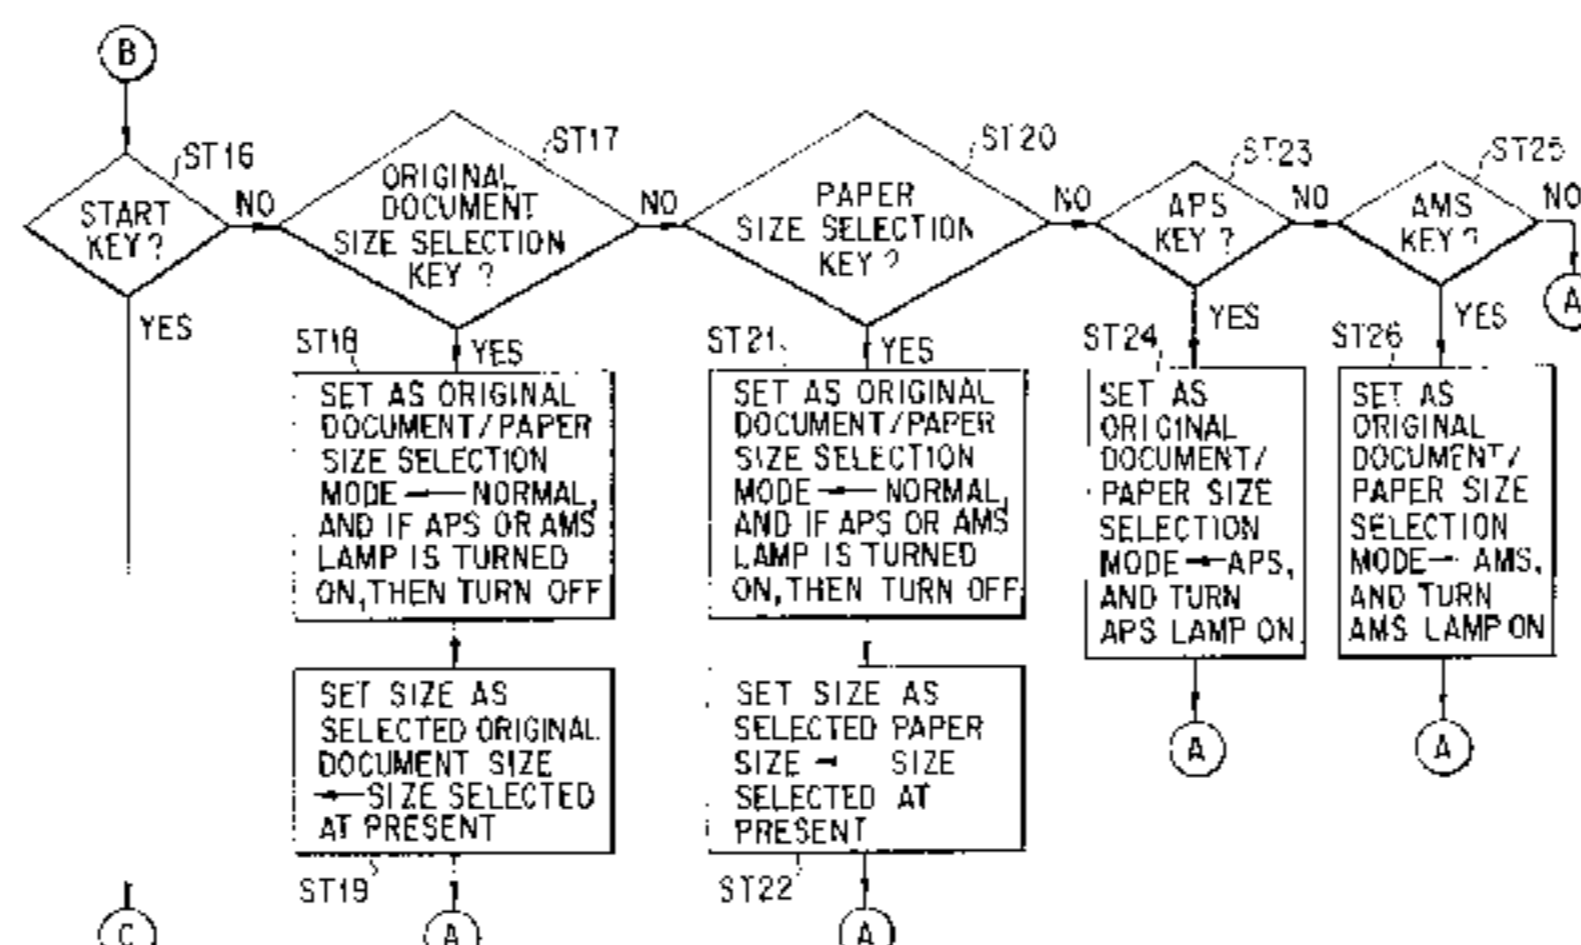 B
ST16
START
KEY?
NO
YES
ST17
ORIGINAL
DOCUMENT
SIZE SELECTION
KEY?
NO
YES
ST18
SET AS ORIGINAL
DOCUMENT/PAPER
SIZE SELECTION
MODE ← NORMAL,
AND IF APS OR AMS
LAMP IS TURNED
ON, THEN TURN OFF
SET SIZE AS
SELECTED ORIGINAL
DOCUMENT SIZE
← SIZE SELECTED
AT PRESENT
ST19
A
ST20
PAPER
SIZE SELECTION
KEY?
NO
YES
ST21
SET AS ORIGINAL
DOCUMENT/PAPER
SIZE SELECTION
MODE ← NORMAL,
AND IF APS OR AMS
LAMP IS TURNED
ON, THEN TURN OFF
SET SIZE AS
SELECTED PAPER
SIZE ← SIZE
SELECTED AT
PRESENT
ST22
A
ST23
APS
KEY?
NO
YES
ST24
SET AS
ORIGINAL
DOCUMENT/
PAPER SIZE
SELECTION
MODE ← APS,
AND TURN
APS LAMP ON
A
ST25
AMS
KEY?
NO
A
YES
ST26
SET AS
ORIGINAL
DOCUMENT/
PAPER SIZE
SELECTION
MODE ← AMS,
AND TURN
AMS LAMP ON
A
C